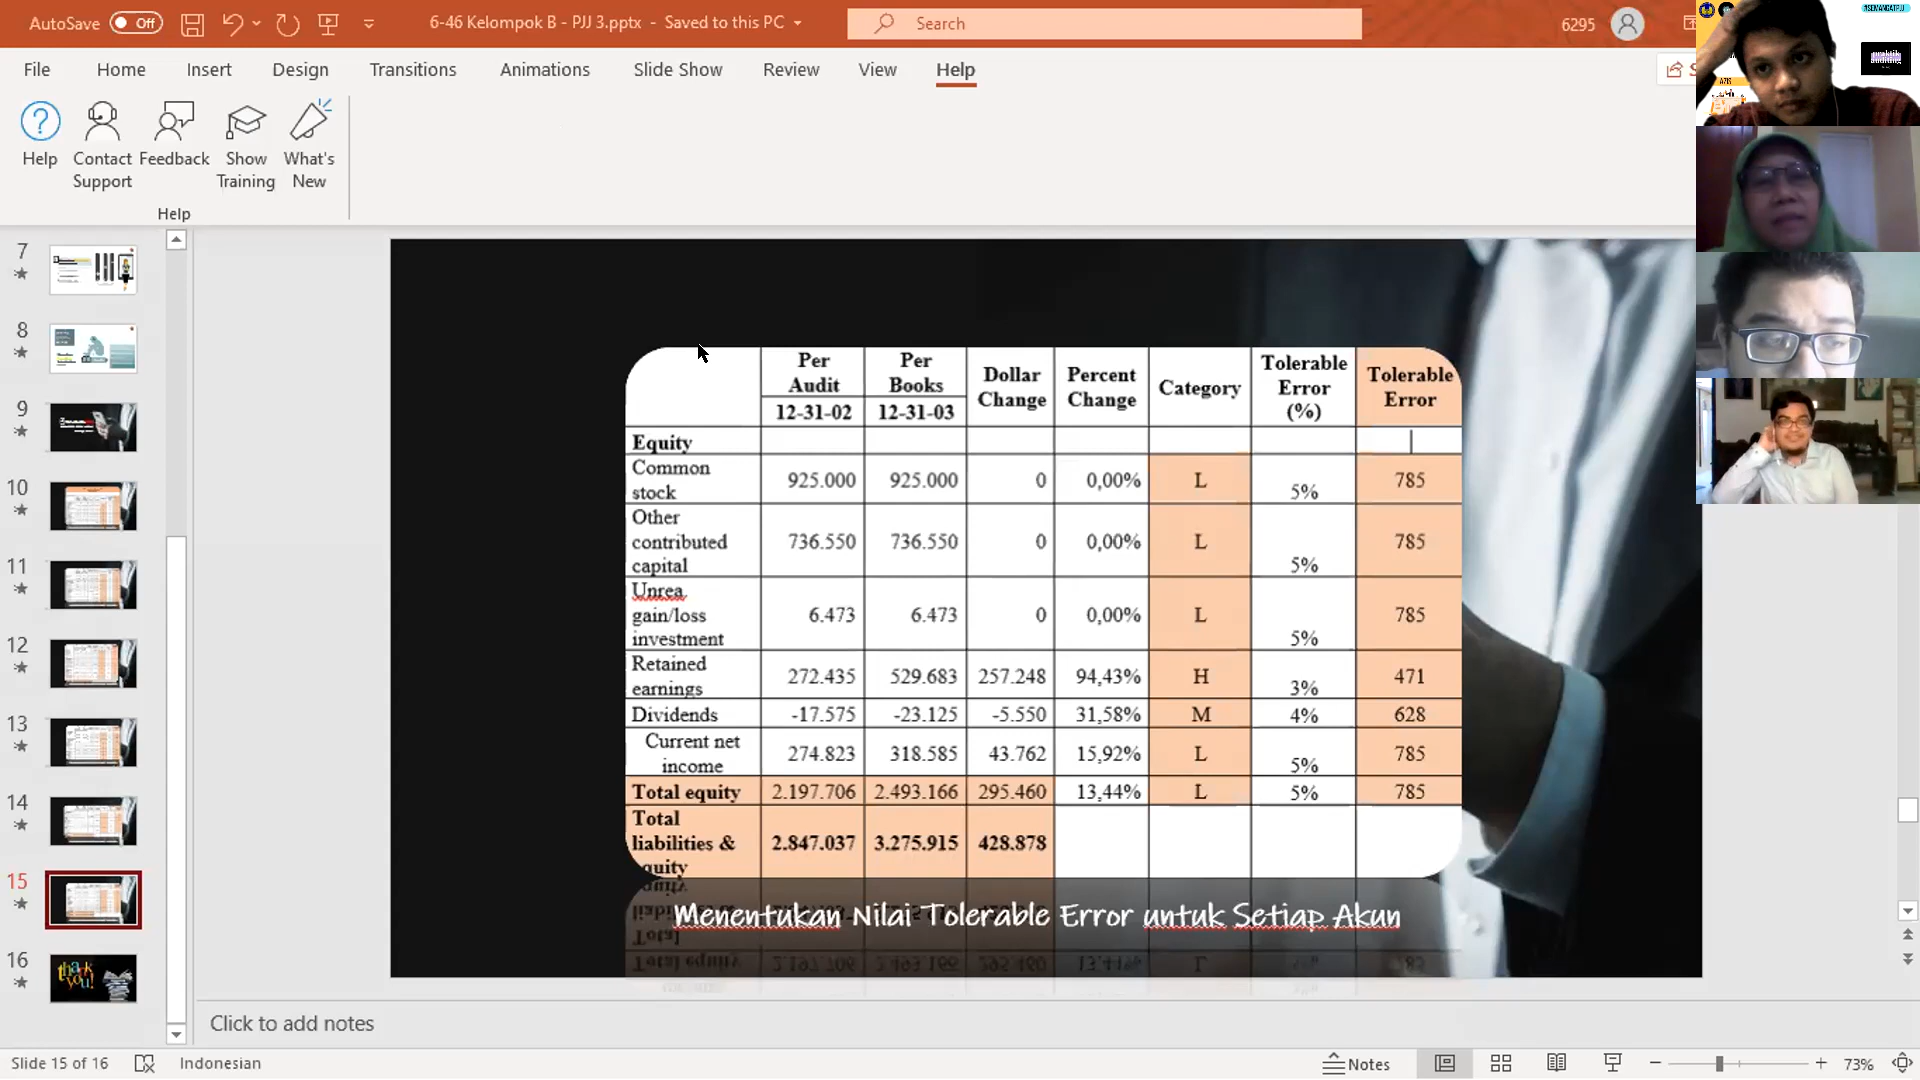 AutoSave Off 6-46 Kelompok B - PJJ 3.pptx - Saved to this PC Search 6295
File Home Insert Design Transitions Animations Slide Show Review View Help
Help Contact Support Feedback Show Training What's New
Help
7
8
9
10
11
12
13
14
15
16
thank you!
Per Audit Per Books Dollar Change Percent Change Category Tolerable Error (%) Tolerable Error
12-31-02 12-31-03
Equity
Common stock 925.000 925.000 0 0,00% L 5% 785
Other contributed capital 736.550 736.550 0 0,00% L 5% 785
Unrea gain/loss investment 6.473 6.473 0 0,00% L 5% 785
Retained earnings 272.435 529.683 257.248 94,43% H 3% 471
Dividends -17.575 -23.125 -5.550 31,58% M 4% 628
Current net income 274.823 318.585 43.762 15,92% L 5% 785
Total equity 2.197.706 2.493.166 295.460 13,44% L 5% 785
Total liabilities & equity 2.847.037 3.275.915 428.878
Menentukan Nilai Tolerable Error untuk Setiap Akun
Click to add notes
Slide 15 of 16 Indonesian Notes 73%
#SEMANGATPJJ